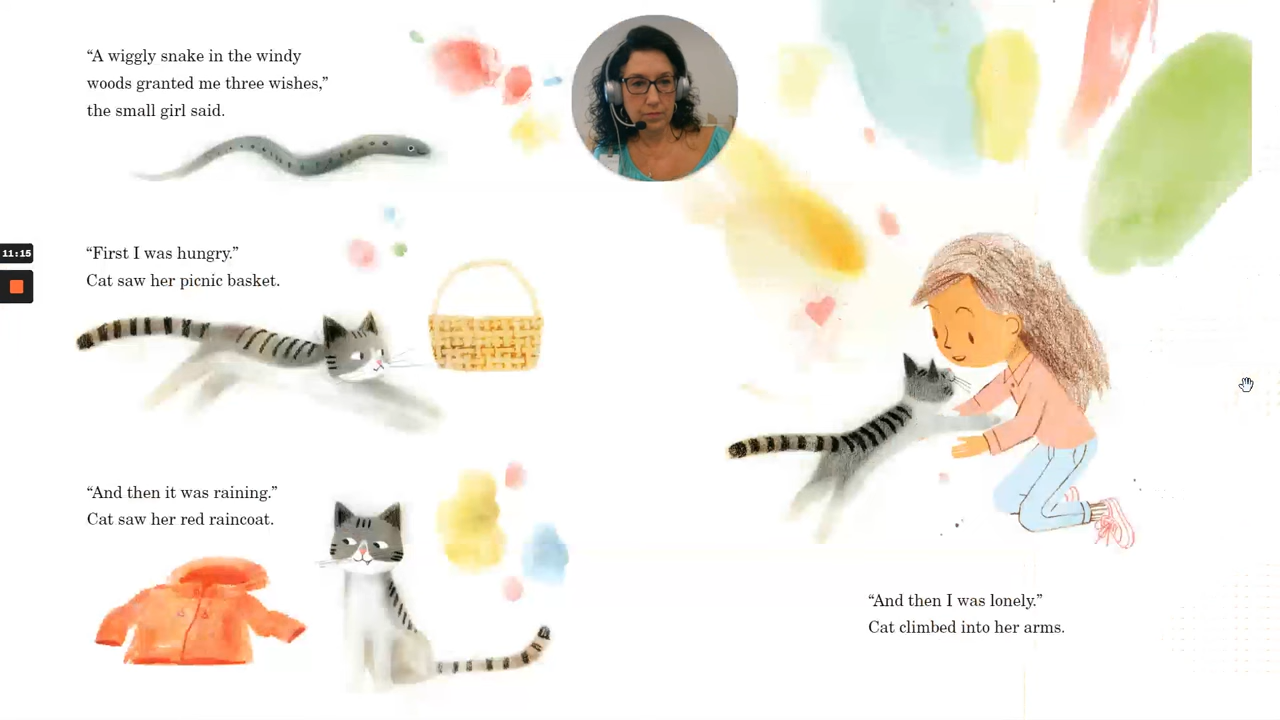 “A wiggly snake in the windy
woods granted me three wishes,”
the small girl said.
“First I was hungry.”
Cat saw her picnic basket.
“And then it was raining.”
Cat saw her red raincoat.
“And then I was lonely.”
Cat climbed into her arms.
11:15